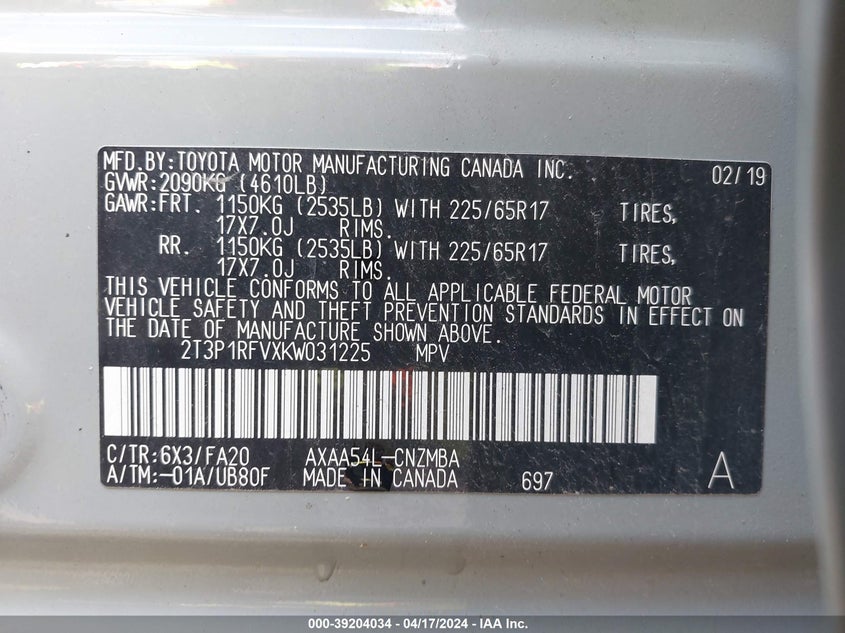 MFD.BY:TOYOTA MOTOR MANUFACTURING CANADA INC. 02/19
GVWR:2090KG (4610LB)
GAWR:FRT. 1150KG (2535LB) WITH 225/65R17 TIRES,
17X7.0J RIMS.
RR. 1150KG (2535LB) WITH 225/65R17 TIRES,
17X7.0J RIMS.
THIS VEHICLE CONFORMS TO ALL APPLICABLE FEDERAL MOTOR
VEHICLE SAFETY AND THEFT PREVENTION STANDARDS IN EFFECT ON
THE DATE OF MANUFACTURE SHOWN ABOVE.
2T3P1RFVXKW031225 MPV
C/TR:6X3/FA20 AXAA54L-CNZMBA
A/TM:-01A/UB80F MADE IN CANADA 697 A
000-39204034 - 04/17/2024 - IAA Inc.